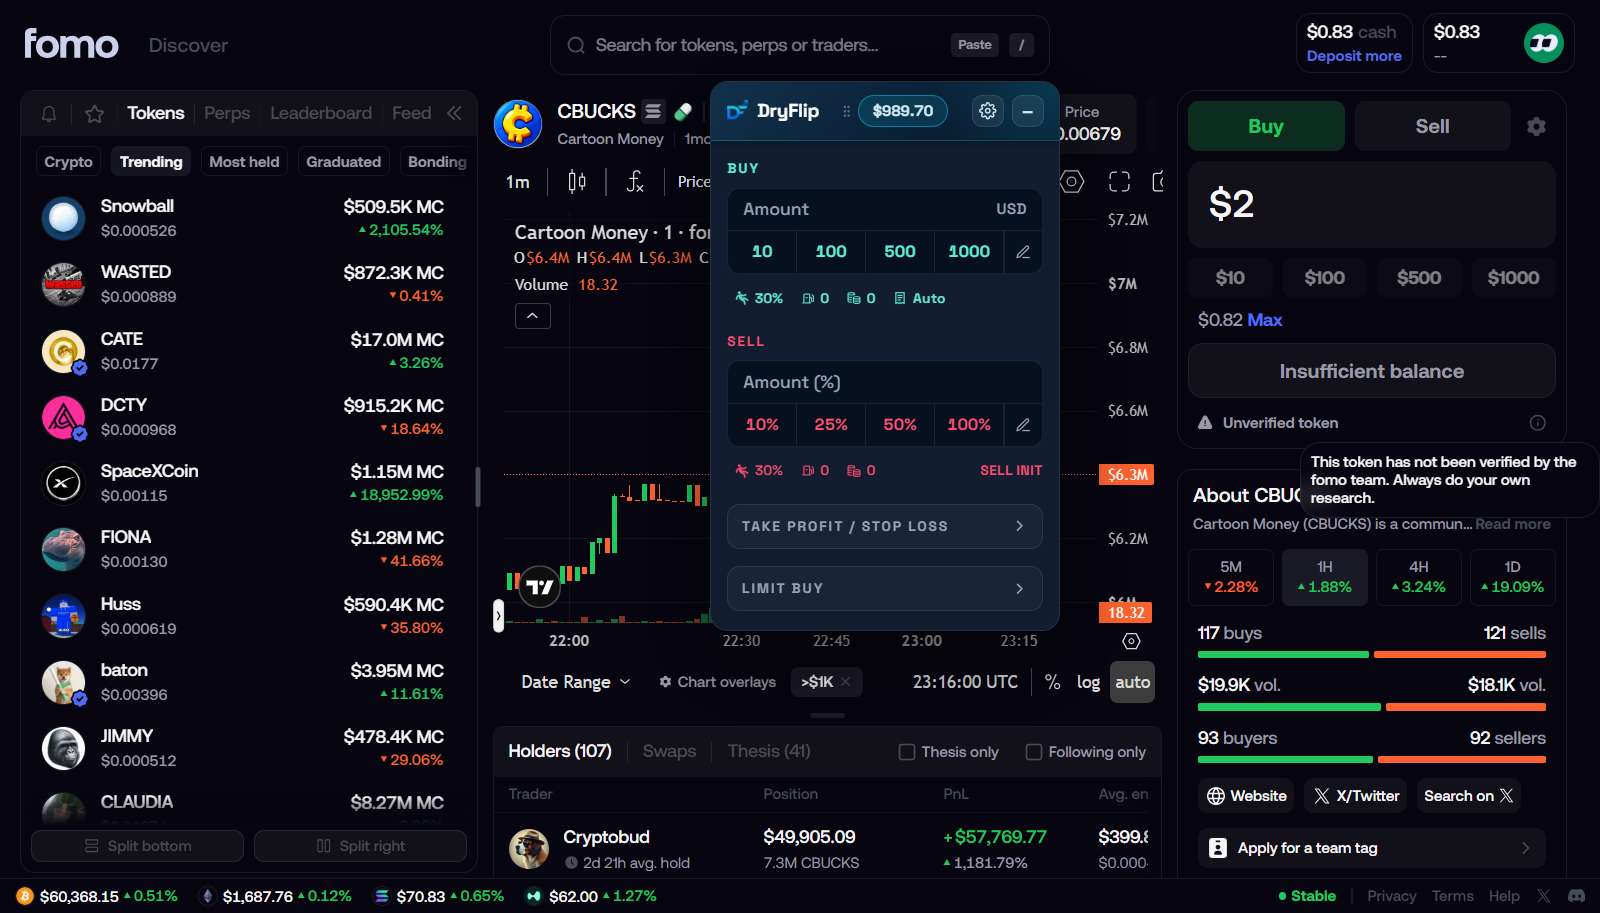 fomo
Discover
Search for tokens, perps or traders...
Paste
/
$0.83 cash
Deposit more
$0.83
--
Tokens
Perps
Leaderboard
Feed
Crypto
Trending
Most held
Graduated
Bonding
Snowball
$509.5K MC
$0.000526
2,105.54%
WASTED
$872.3K MC
$0.000889
0.41%
CATE
$17.0M MC
$0.0177
3.26%
DCTY
$915.2K MC
$0.000968
18.64%
SpaceXCoin
$1.15M MC
$0.00115
18,952.99%
FIONA
$1.28M MC
$0.00130
41.66%
Huss
$590.4K MC
$0.000619
35.80%
baton
$3.95M MC
$0.00396
11.61%
JIMMY
$478.4K MC
$0.000512
29.06%
CLAUDIA
$8.27M MC
Split bottom
Split right
CBUCKS
Cartoon Money
1mo
Price
0.00679
1m
Price
Cartoon Money · 1 · for
O$6.4M H$6.4M L$6.3M C
Volume 18.32
DryFlip
$989.70
BUY
Amount
USD
10
100
500
1000
30%
0
0
Auto
SELL
Amount (%)
10%
25%
50%
100%
30%
0
0
SELL INIT
TAKE PROFIT / STOP LOSS
LIMIT BUY
$7.2M
$7M
$6.8M
$6.6M
$6.3M
$6.2M
$6M
18.32
22:00
22:30
22:45
23:00
23:15
Date Range
Chart overlays
>$1K
23:16:00 UTC
%
log
auto
Holders (107)
Swaps
Thesis (41)
Thesis only
Following only
Trader
Position
PnL
Avg. en
Cryptobud
$49,905.09
+$57,769.77
$399.8
2d 21h avg. hold
7.3M CBUCKS
1,181.79%
$0.000
Buy
Sell
$2
$10
$100
$500
$1000
$0.82 Max
Insufficient balance
Unverified token
This token has not been verified by the
fomo team. Always do your own
research.
About CBUC
Cartoon Money (CBUCKS) is a commun... Read more
5M
2.28%
1H
1.88%
4H
3.24%
1D
19.09%
117 buys
121 sells
$19.9K vol.
$18.1K vol.
93 buyers
92 sellers
Website
X/Twitter
Search on X
Apply for a team tag
$60,368.15 0.51%
$1,687.76 0.12%
$70.83 0.65%
$62.00 1.27%
Stable
Privacy
Terms
Help